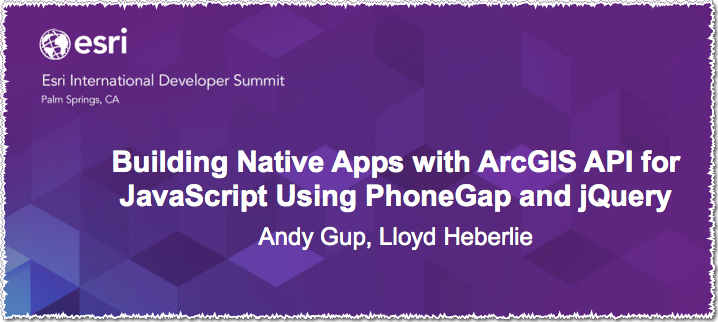 esri
Esri International Developer Summit
Palm Springs, CA
Building Native Apps with ArcGIS API for
JavaScript Using PhoneGap and jQuery
Andy Gup, Lloyd Heberlie